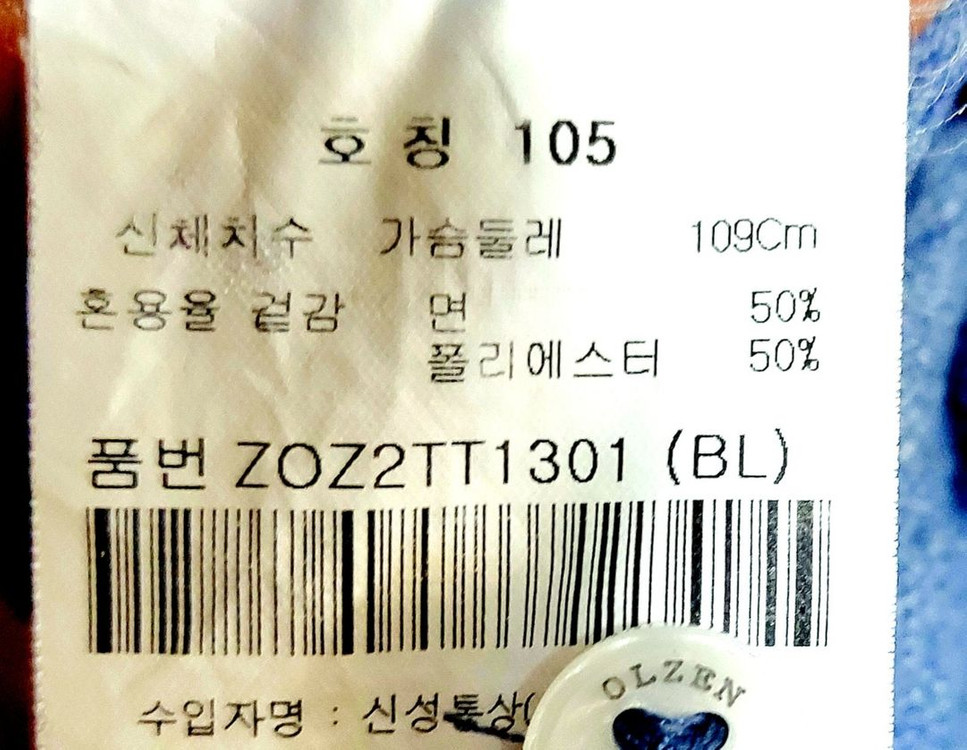 호칭 105
신체치수 가슴둘레 109Cm
혼용율 겉감 면 50%
폴리에스터 50%
품번 ZOZ2TT1301 (BL)
수입자명 : 신성통상(
OLZEN